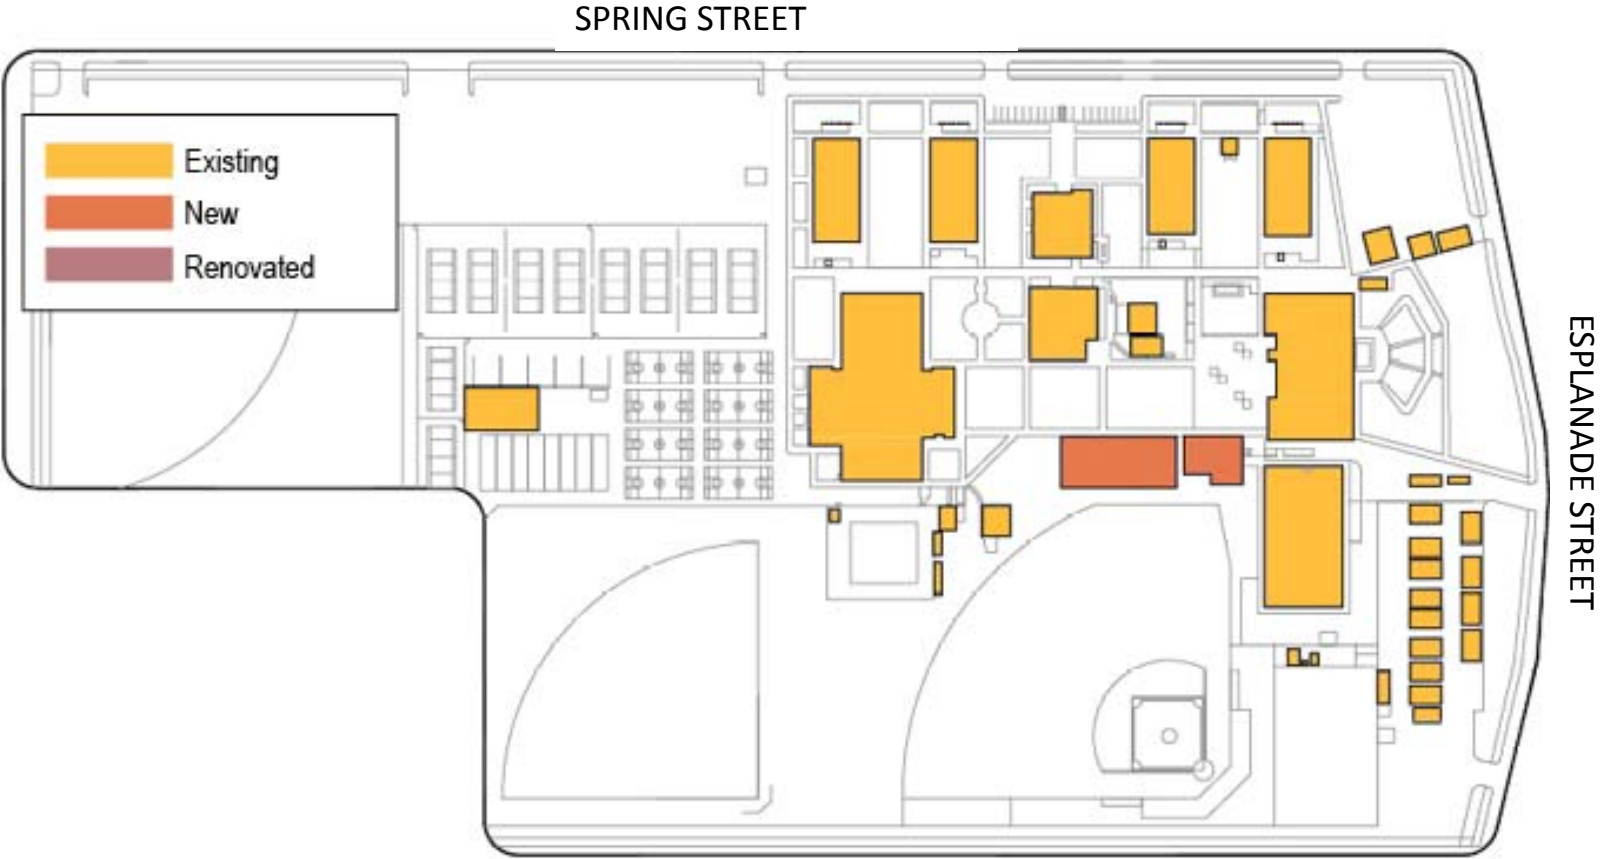 SPRING STREET
Existing
New
Renovated
ESPLANADE STREET